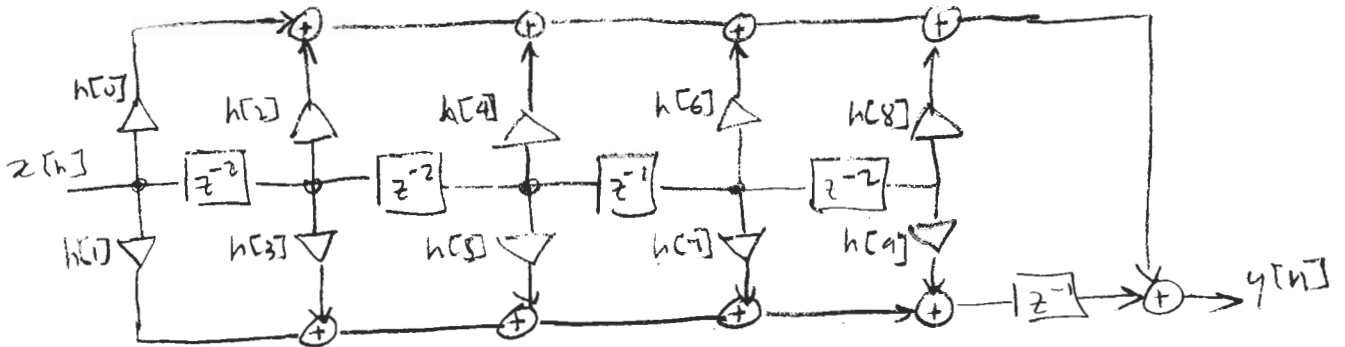 h[0]
h[2]
h[4]
h[6]
h[8]
x[n]
z⁻²
z⁻²
z⁻¹
z⁻²
h[1]
h[3]
h[5]
h[7]
h[9]
z⁻¹
y[n]